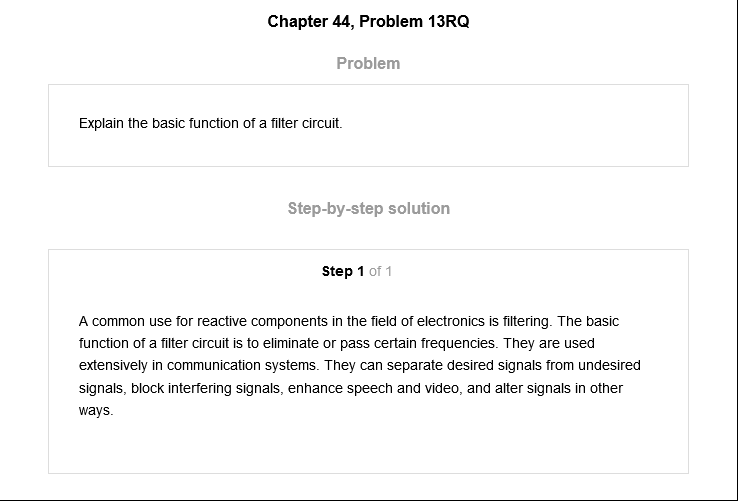 Chapter 44, Problem 13RQ
Problem
Explain the basic function of a filter circuit.
Step-by-step solution
Step 1 of 1
A common use for reactive components in the field of electronics is filtering. The basic
function of a filter circuit is to eliminate or pass certain frequencies. They are used
extensively in communication systems. They can separate desired signals from undesired
signals, block interfering signals, enhance speech and video, and alter signals in other
ways.